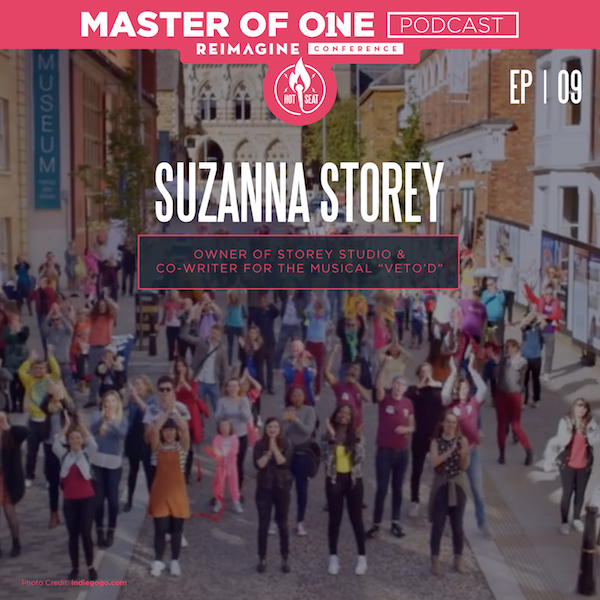 MASTER OF ONE PODCAST
REIMAGINE CONFERENCE
HOT SEAT
EP | 09
MUSEUM
SUZANNA STOREY
OWNER OF STOREY STUDIO &
CO-WRITER FOR THE MUSICAL “VETO’D”
Photo Credit: Indiegogo.com